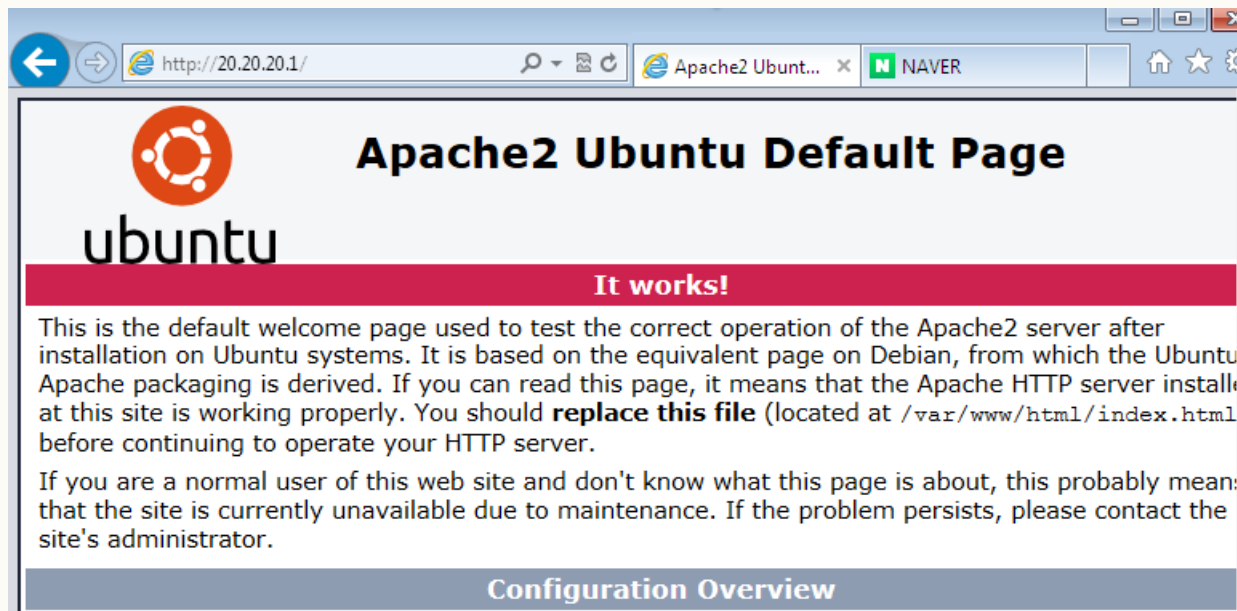 http://20.20.20.1/
Apache2 Ubunt...
NAVER
Apache2 Ubuntu Default Page
ubuntu
It works!
This is the default welcome page used to test the correct operation of the Apache2 server after
installation on Ubuntu systems. It is based on the equivalent page on Debian, from which the Ubuntu
Apache packaging is derived. If you can read this page, it means that the Apache HTTP server installe
at this site is working properly. You should replace this file (located at /var/www/html/index.html
before continuing to operate your HTTP server.
If you are a normal user of this web site and don't know what this page is about, this probably means
that the site is currently unavailable due to maintenance. If the problem persists, please contact the
site's administrator.
Configuration Overview